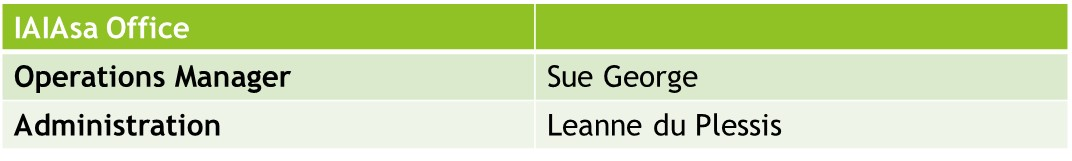 IAIAsa Office
Operations Manager Sue George
Administration Leanne du Plessis